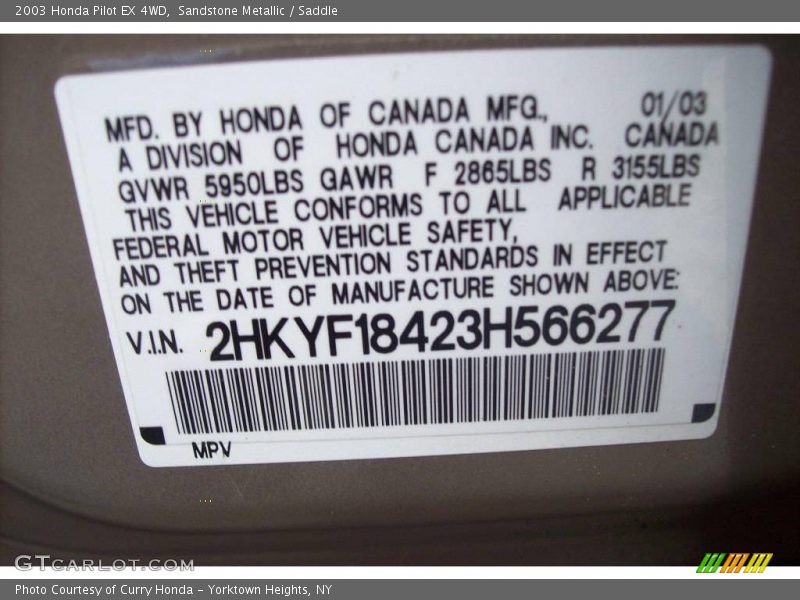 2003 Honda Pilot EX 4WD,  Sandstone Metallic / Saddle
MFD. BY HONDA OF CANADA MFG., 01/03
A DIVISION OF HONDA CANADA INC. CANADA
GVWR 5950LBS GAWR F 2865LBS R 3155LBS
THIS VEHICLE CONFORMS TO ALL APPLICABLE
FEDERAL MOTOR VEHICLE SAFETY,
AND THEFT PREVENTION STANDARDS IN EFFECT
ON THE DATE OF MANUFACTURE SHOWN ABOVE:
V.I.N. 2HKYF18423H566277
MPV
GTCARLOT.COM
Photo Courtesy of Curry Honda - Yorktown Heights, NY